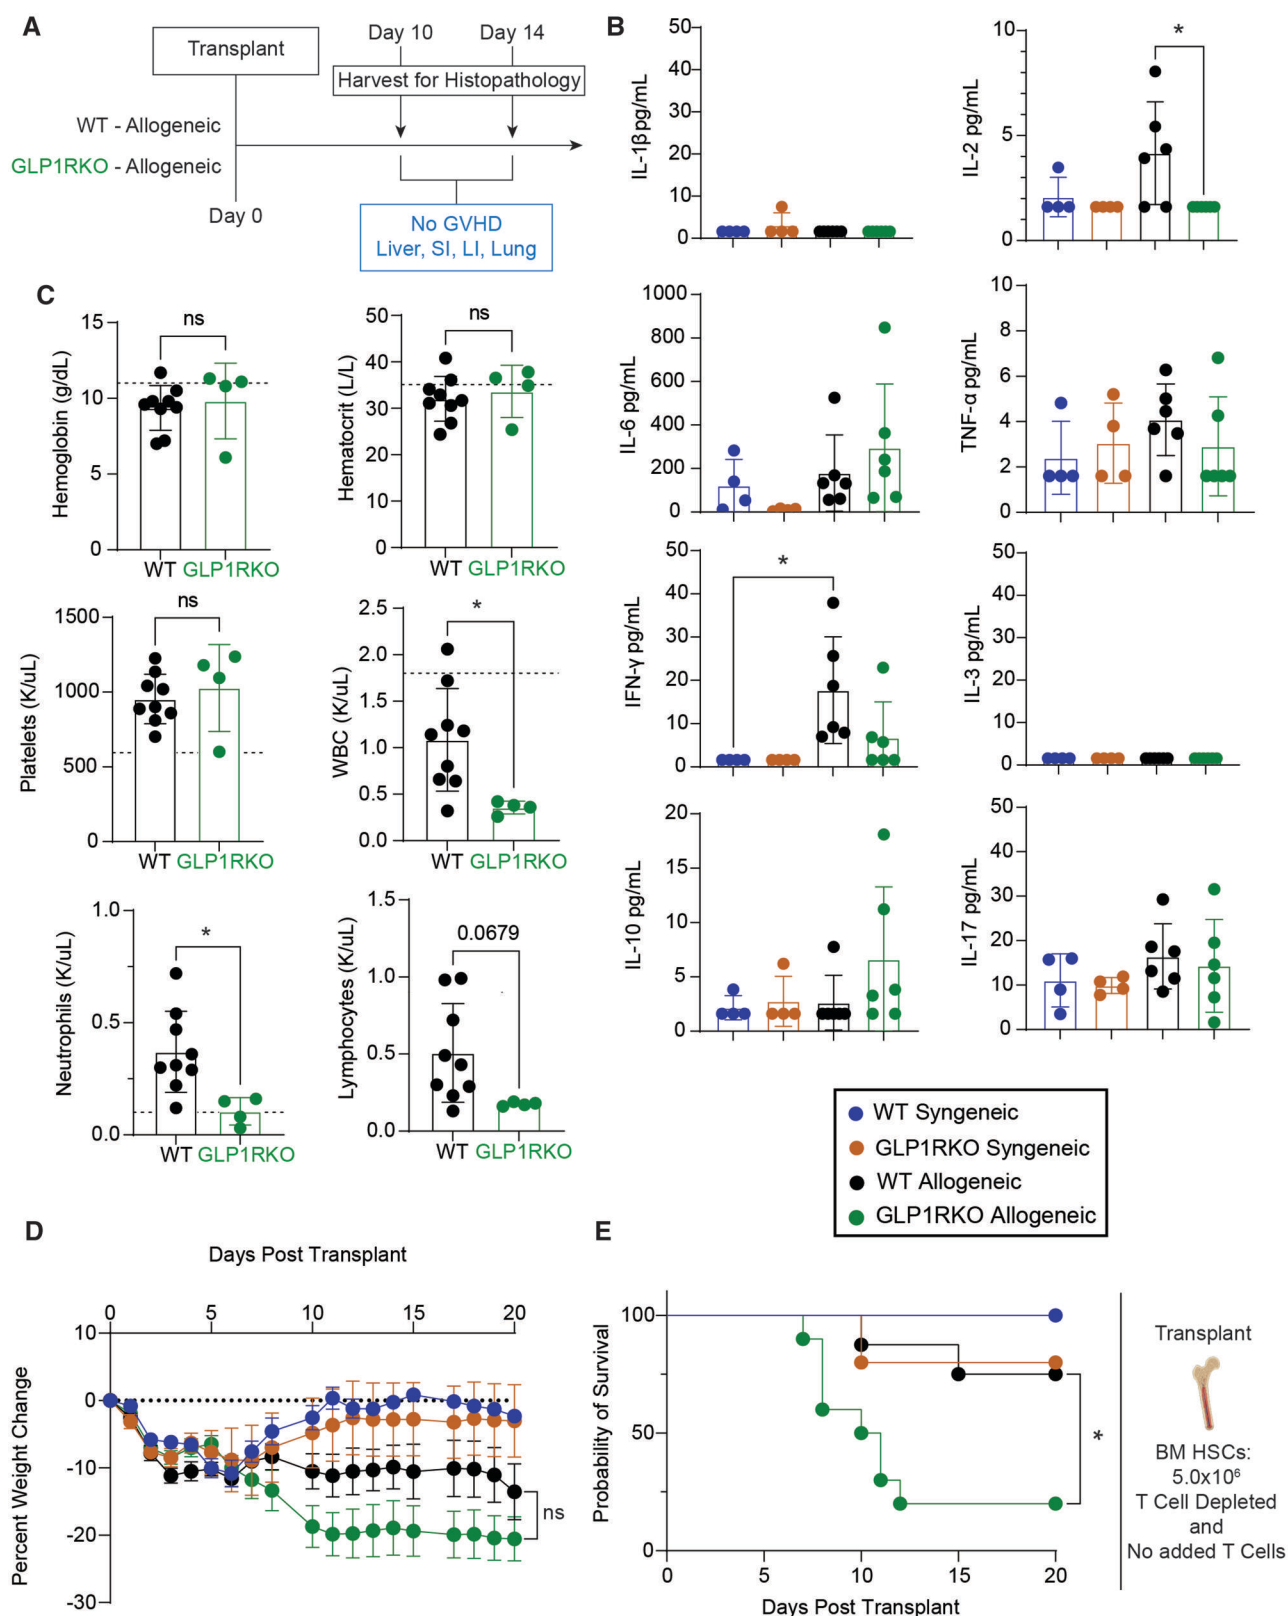 A
Transplant
Day 10
Day 14
Harvest for Histopathology
WT - Allogeneic
GLP1RKO - Allogeneic
Day 0
No GVHD
Liver, SI, LI, Lung
B
IL-1β pg/mL
50
40
30
20
10
0
IL-2 pg/mL
10
5
0
*
IL-6 pg/mL
1000
800
600
400
200
0
TNF-α pg/mL
10
8
6
4
2
0
IFN-γ pg/mL
50
40
30
20
10
0
*
IL-3 pg/mL
50
40
30
20
10
0
IL-10 pg/mL
20
15
10
5
0
IL-17 pg/mL
50
40
30
20
10
0
C
Hemoglobin (g/dL)
15
10
5
0
ns
WT GLP1RKO
Hematocrit (L/L)
50
40
30
20
10
0
ns
WT GLP1RKO
Platelets (K/uL)
1500
1000
500
0
ns
WT GLP1RKO
WBC (K/uL)
2.5
2.0
1.5
1.0
0.5
0.0
*
WT GLP1RKO
Neutrophils (K/uL)
1.0
0.5
0.0
*
WT GLP1RKO
Lymphocytes (K/uL)
1.5
1.0
0.5
0.0
0.0679
WT GLP1RKO
WT Syngeneic
GLP1RKO Syngeneic
WT Allogeneic
GLP1RKO Allogeneic
D
Days Post Transplant
0 5 10 15 20
Percent Weight Change
10
0
-10
-20
-30
ns
E
Probability of Survival
100
50
0
0 5 10 15 20
Days Post Transplant
*
Transplant
BM HSCs:
5.0x10⁶
T Cell Depleted
and
No added T Cells